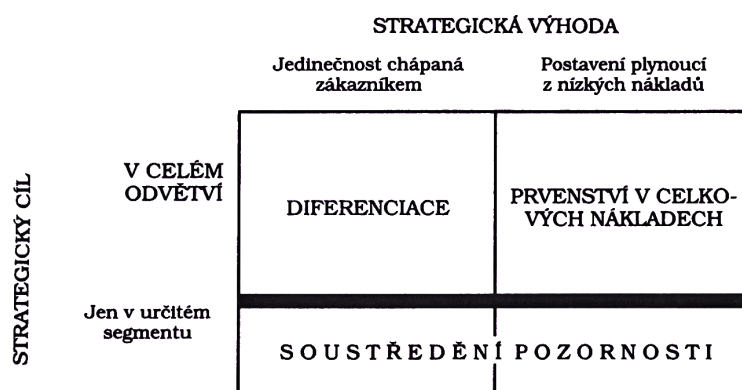 STRATEGICKÁ VÝHODA
Jedinečnost chápaná
zákazníkem
Postavení plynoucí
z nízkých nákladů
STRATEGICKÝ CÍL
V CELÉM
ODVĚTVÍ
DIFERENCIACE
PRVENSTVÍ V CELKO-
VÝCH NÁKLADECH
Jen v určitém
segmentu
SOUSTŘEDĚNÍ POZORNOSTI